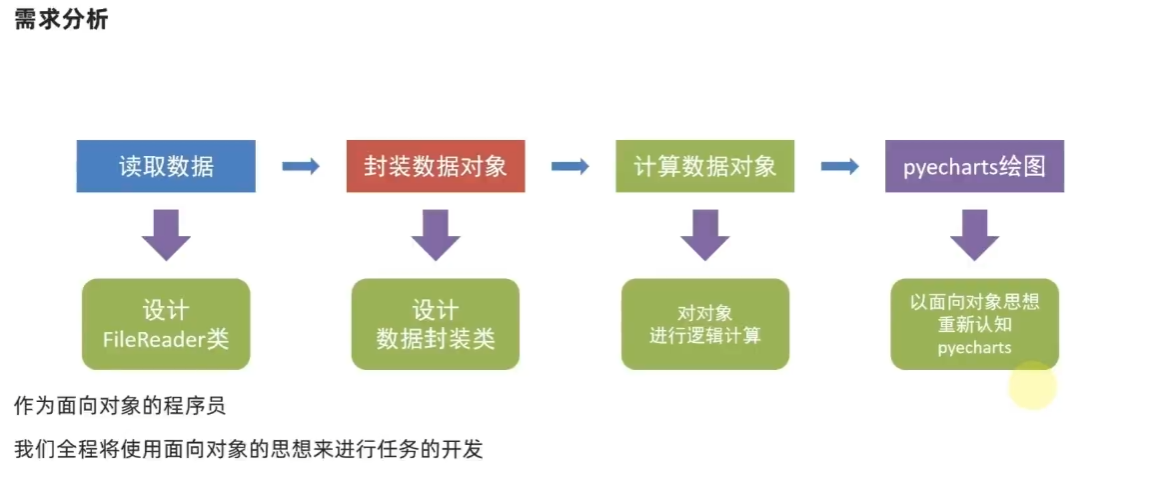 需求分析
读取数据
封装数据对象
计算数据对象
pyecharts绘图
设计
FileReader类
设计
数据封装类
对对象
进行逻辑计算
以面向对象思想
重新认知
pyecharts
作为面向对象的程序员
我们全程将使用面向对象的思想来进行任务的开发